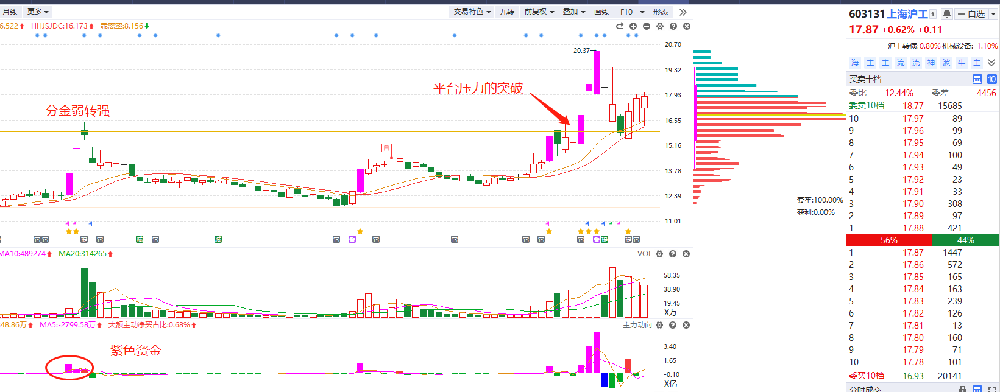 月线 更多 交易特色 九转 前复权 叠加 画线 F10 形态
6.522 HHJSJDC:16.173 乖离率:8.156
20.70
20.37
19.32
平台压力的突破
17.93
分金弱转强
16.55
自
15.16
13.78
12.39
11.03
MA10:489274 MA20:314265
VOL
58.35
38.90
19.45
X万
48.86万 MA5:-2799.58万 大额主动净买占比:0.68%
主力动向
紫色资金
3.40
1.65
-0.10
X亿
套牢:100.00%
获利:0.00%
603131 上海沪工 自选
17.87 +0.62% +0.11
沪工转债:0.80% 机械设备: 1.10%
海 主 主 流 流 神 波 牛 主
买卖十档 量 10
委比 12.44% 委差 4456
委卖10档 18.77 15685
10 17.97 89
9 17.96 99
8 17.95 69
7 17.94 100
6 17.93 49
5 17.92 23
4 17.91 33
3 17.90 308
2 17.89 97
1 17.88 421
56% 44%
1 17.87 1447
2 17.86 572
3 17.85 165
4 17.84 163
5 17.83 239
6 17.82 126
7 17.81 13
8 17.80 160
9 17.79 71
10 17.78 101
委买10档 16.93 20141
分时成交